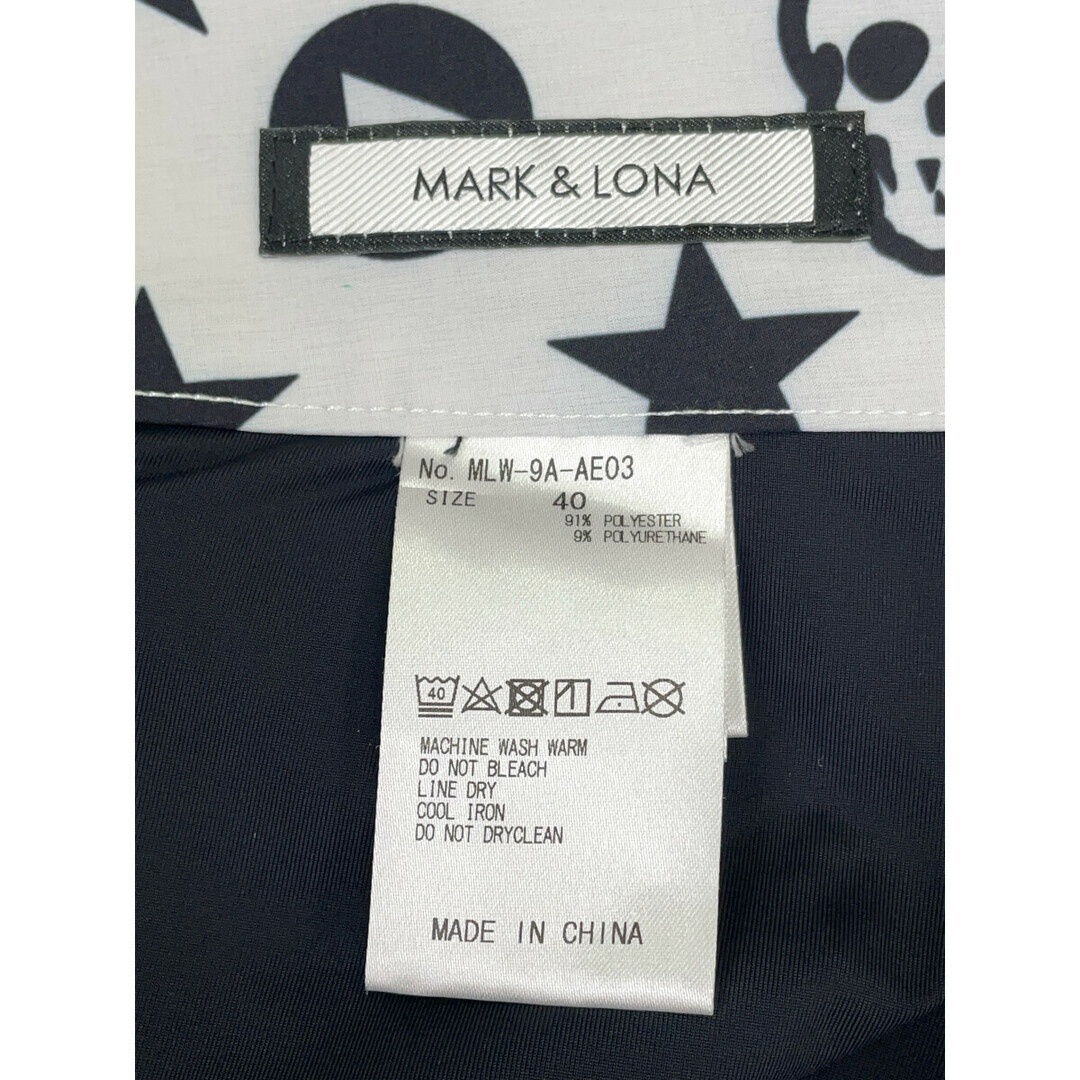 MARK & LONA
No. MLW-9A-AE03
SIZE 40
91% POLYESTER
9% POLYURETHANE
40
MACHINE WASH WARM
DO NOT BLEACH
LINE DRY
COOL IRON
DO NOT DRYCLEAN
MADE IN CHINA